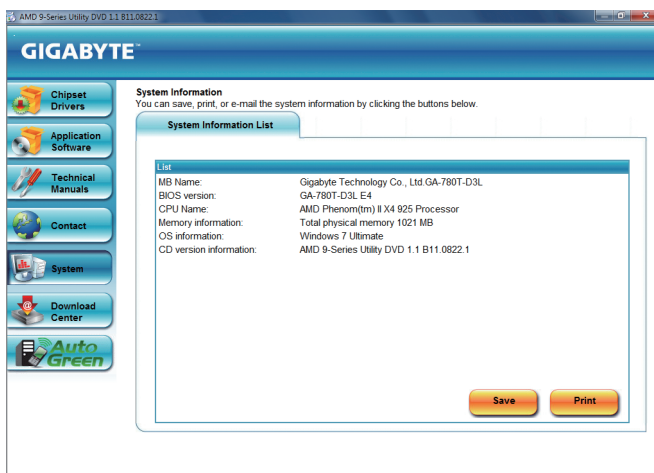 AMD 9-Series Utility DVD 1.1 B11.0822.1
GIGABYTE™
Chipset
Drivers
Application
Software
Technical
Manuals
Contact
System
Download
Center
Auto
Green
System Information
You can save, print, or e-mail the system information by clicking the buttons below.
System Information List
List
MB Name: Gigabyte Technology Co., Ltd.GA-780T-D3L
BIOS version: GA-780T-D3L E4
CPU Name: AMD Phenom(tm) II X4 925 Processor
Memory information: Total physical memory 1021 MB
OS information: Windows 7 Ultimate
CD version information: AMD 9-Series Utility DVD 1.1 B11.0822.1
Save Print